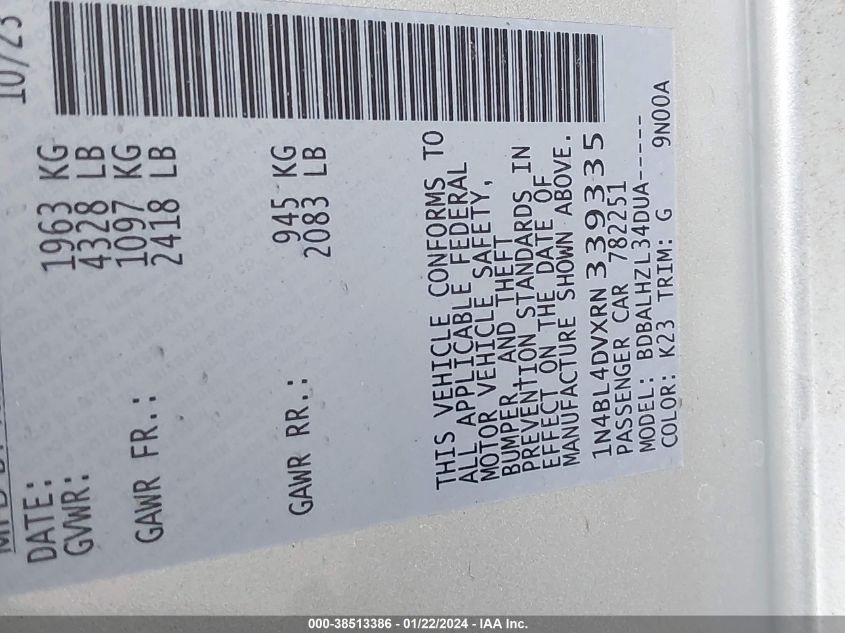 DATE: 10/23
GVWR: 1963 KG
4328 LB
GAWR FR.: 1097 KG
2418 LB
GAWR RR.: 945 KG
2083 LB
THIS VEHICLE CONFORMS TO
ALL APPLICABLE FEDERAL
MOTOR VEHICLE SAFETY,
BUMPER, AND THEFT
PREVENTION STANDARDS IN
EFFECT ON THE DATE OF
MANUFACTURE SHOWN ABOVE.
1N4BL4DVXRN339335
PASSENGER CAR 782251
MODEL: BDBALHZL34DUA-----
COLOR: K23 TRIM: G 9N00A
000-38513386 - 01/22/2024 - IAA Inc.